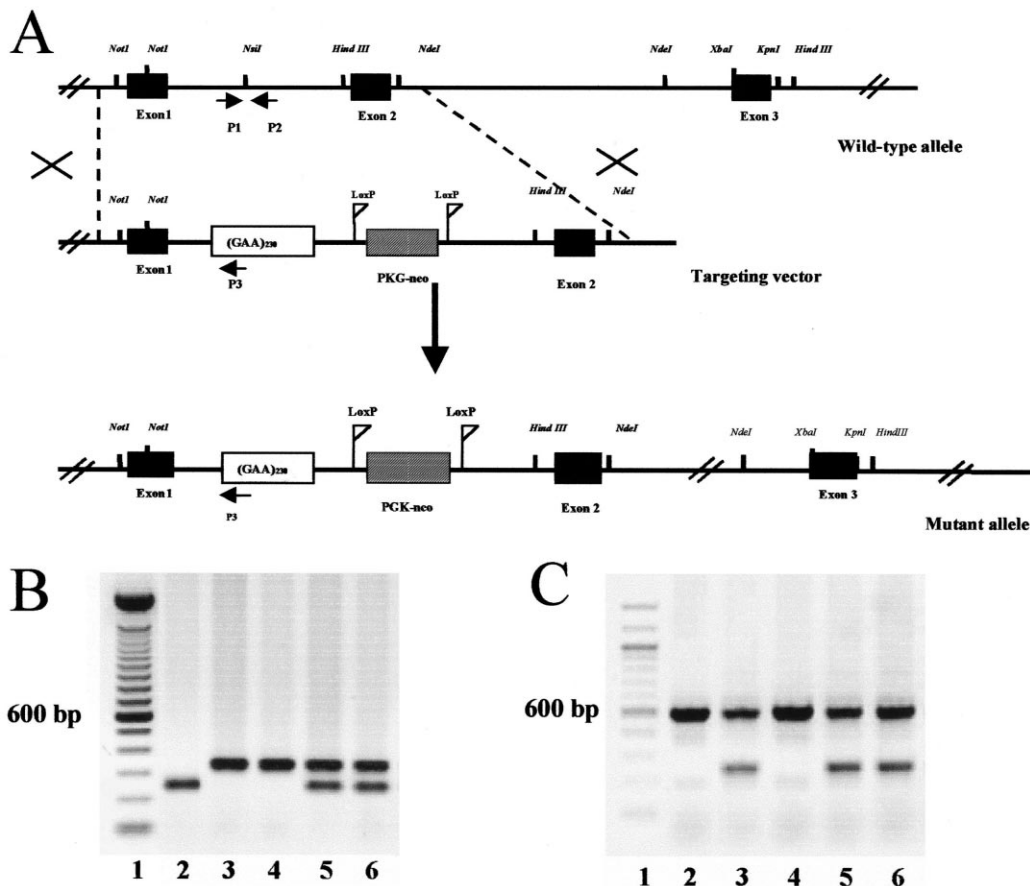 A
NotI NotI NsiI Hind III NdeI NdeI XbaI KpnI Hind III
Exon1 P1 P2 Exon 2 Exon 3
Wild-type allele
NotI NotI LoxP LoxP Hind III NdeI
(GAA)230
Exon1 P3 PKG-neo Exon 2
Targeting vector
LoxP LoxP
NotI NotI Hind III NdeI NdeI XbaI KpnI HindIII
(GAA)230
Exon1 P3 PGK-neo Exon 2 Exon 3
Mutant allele
B
600 bp
1 2 3 4 5 6
C
600 bp
1 2 3 4 5 6